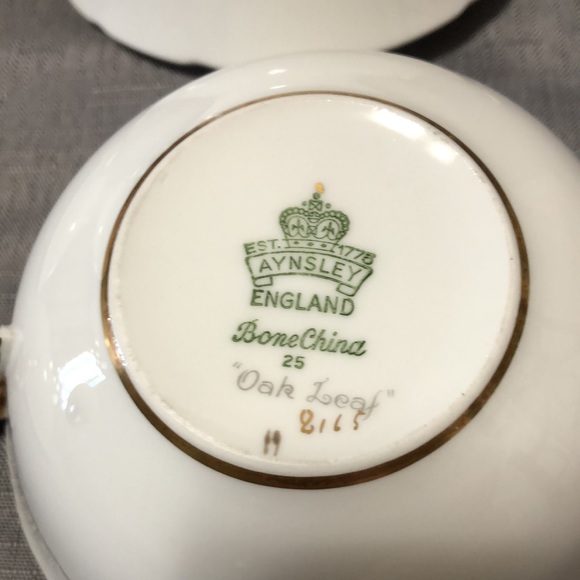 EST. 1775
AYNSLEY
ENGLAND
Bone China
25
"Oak Leaf"
8165
H